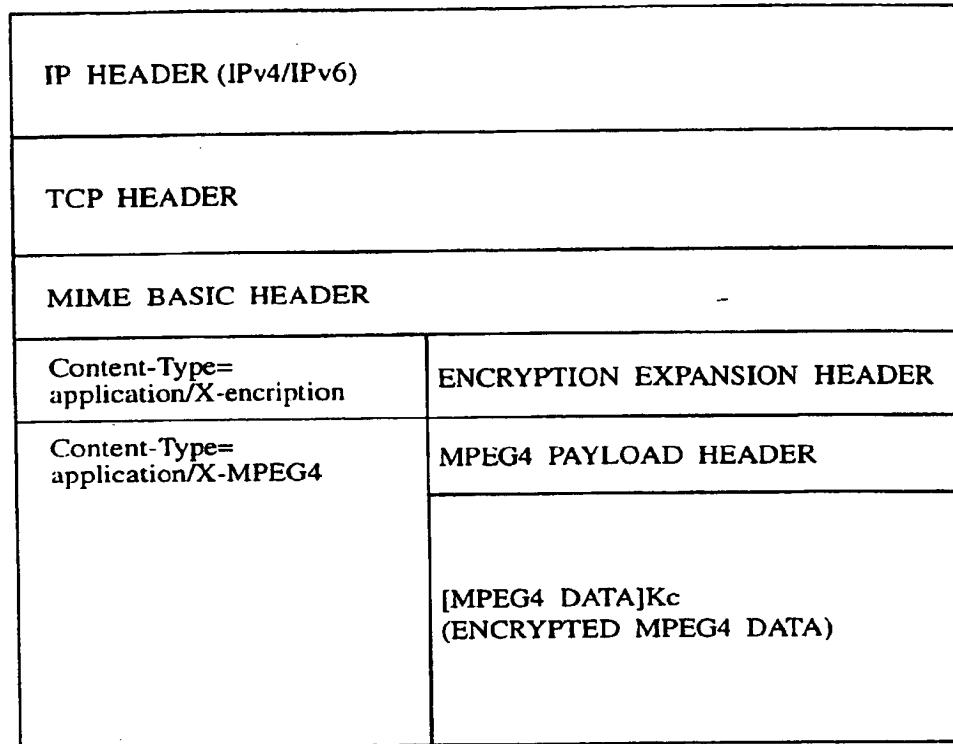 IP HEADER (IPv4/IPv6)
TCP HEADER
MIME BASIC HEADER
Content-Type=
application/X-encription
ENCRYPTION EXPANSION HEADER
Content-Type=
application/X-MPEG4
MPEG4 PAYLOAD HEADER
[MPEG4 DATA]Kc
(ENCRYPTED MPEG4 DATA)